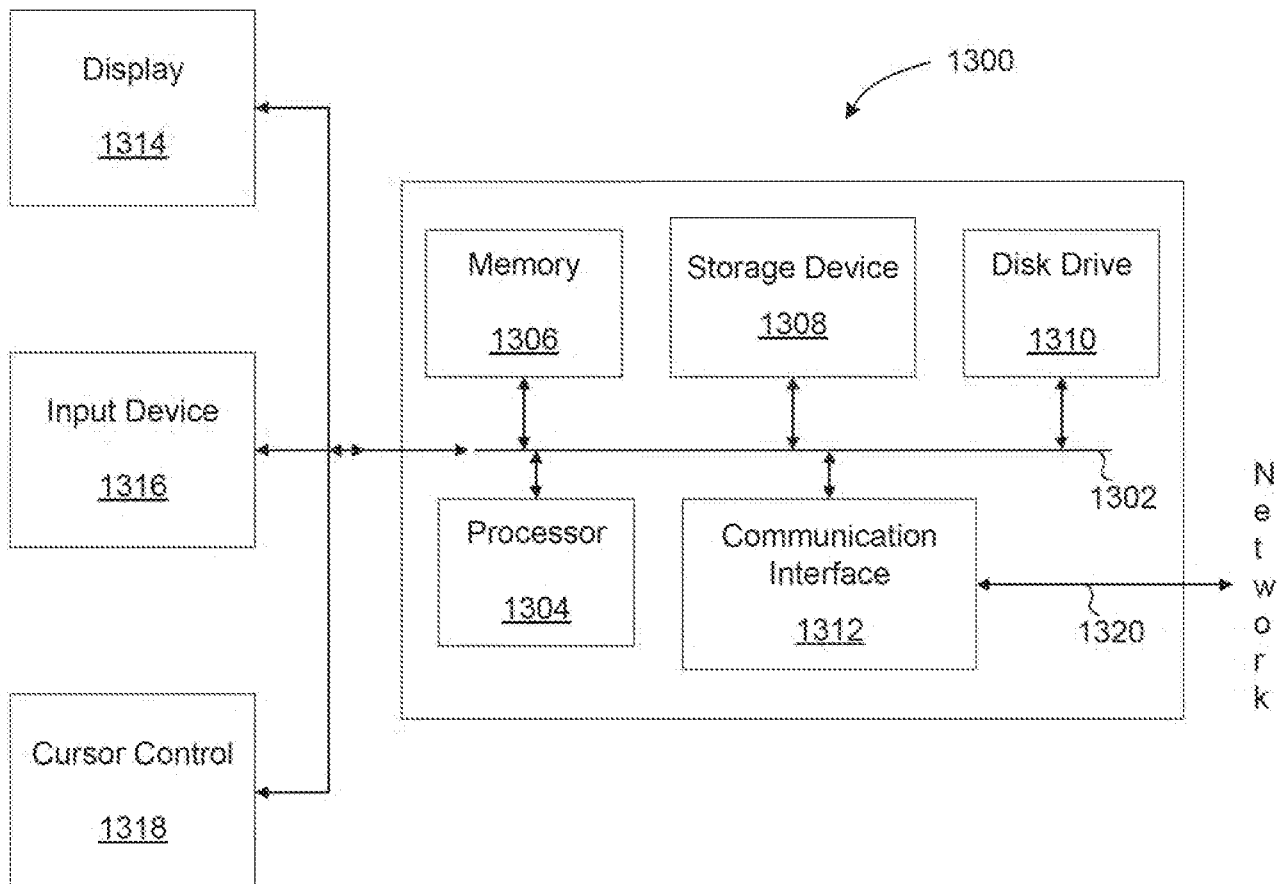 Display
1314
1300
Memory
1306
Storage Device
1308
Disk Drive
1310
Input Device
1316
1302
Processor
1304
Communication
Interface
1312
1320
Network
Cursor Control
1318